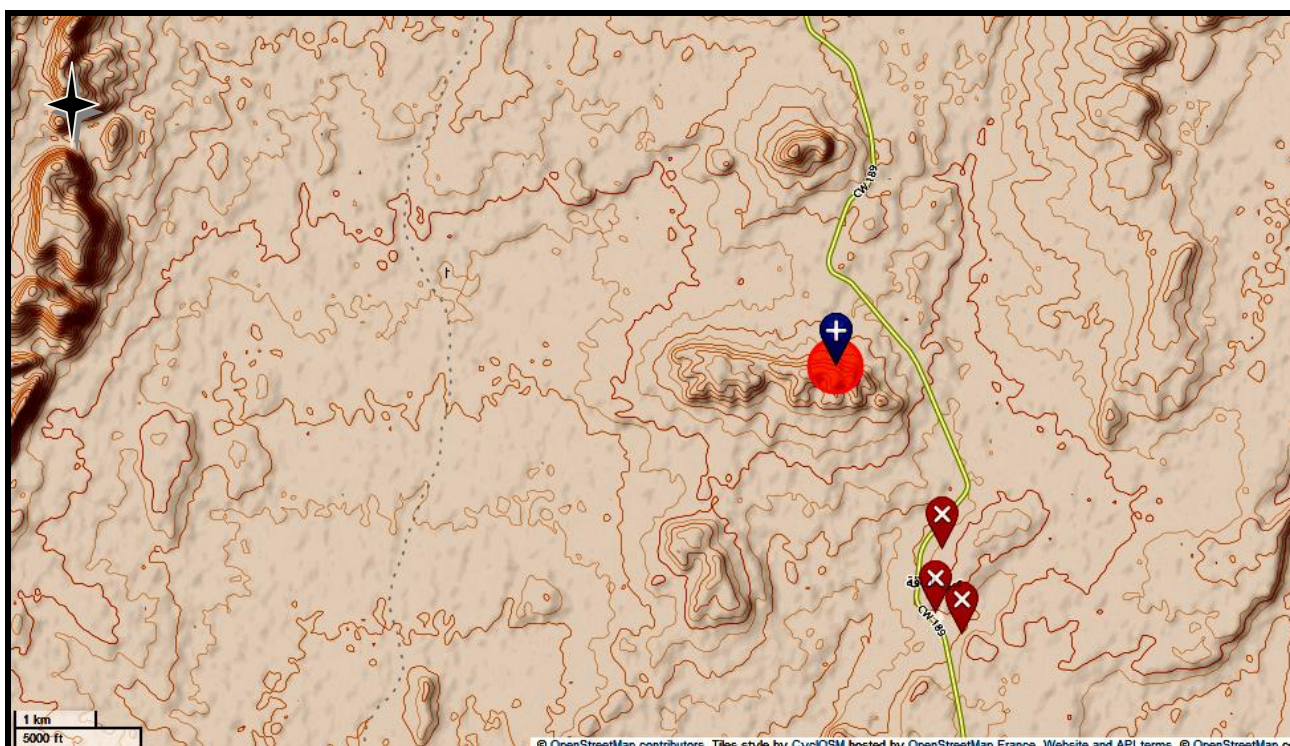 CW 189
CW 189
1 km
5000 ft
© OpenStreetMap contributors. Tiles style by CyclOSM hosted by OpenStreetMap France. Website and API terms. © OpenStreetMap c